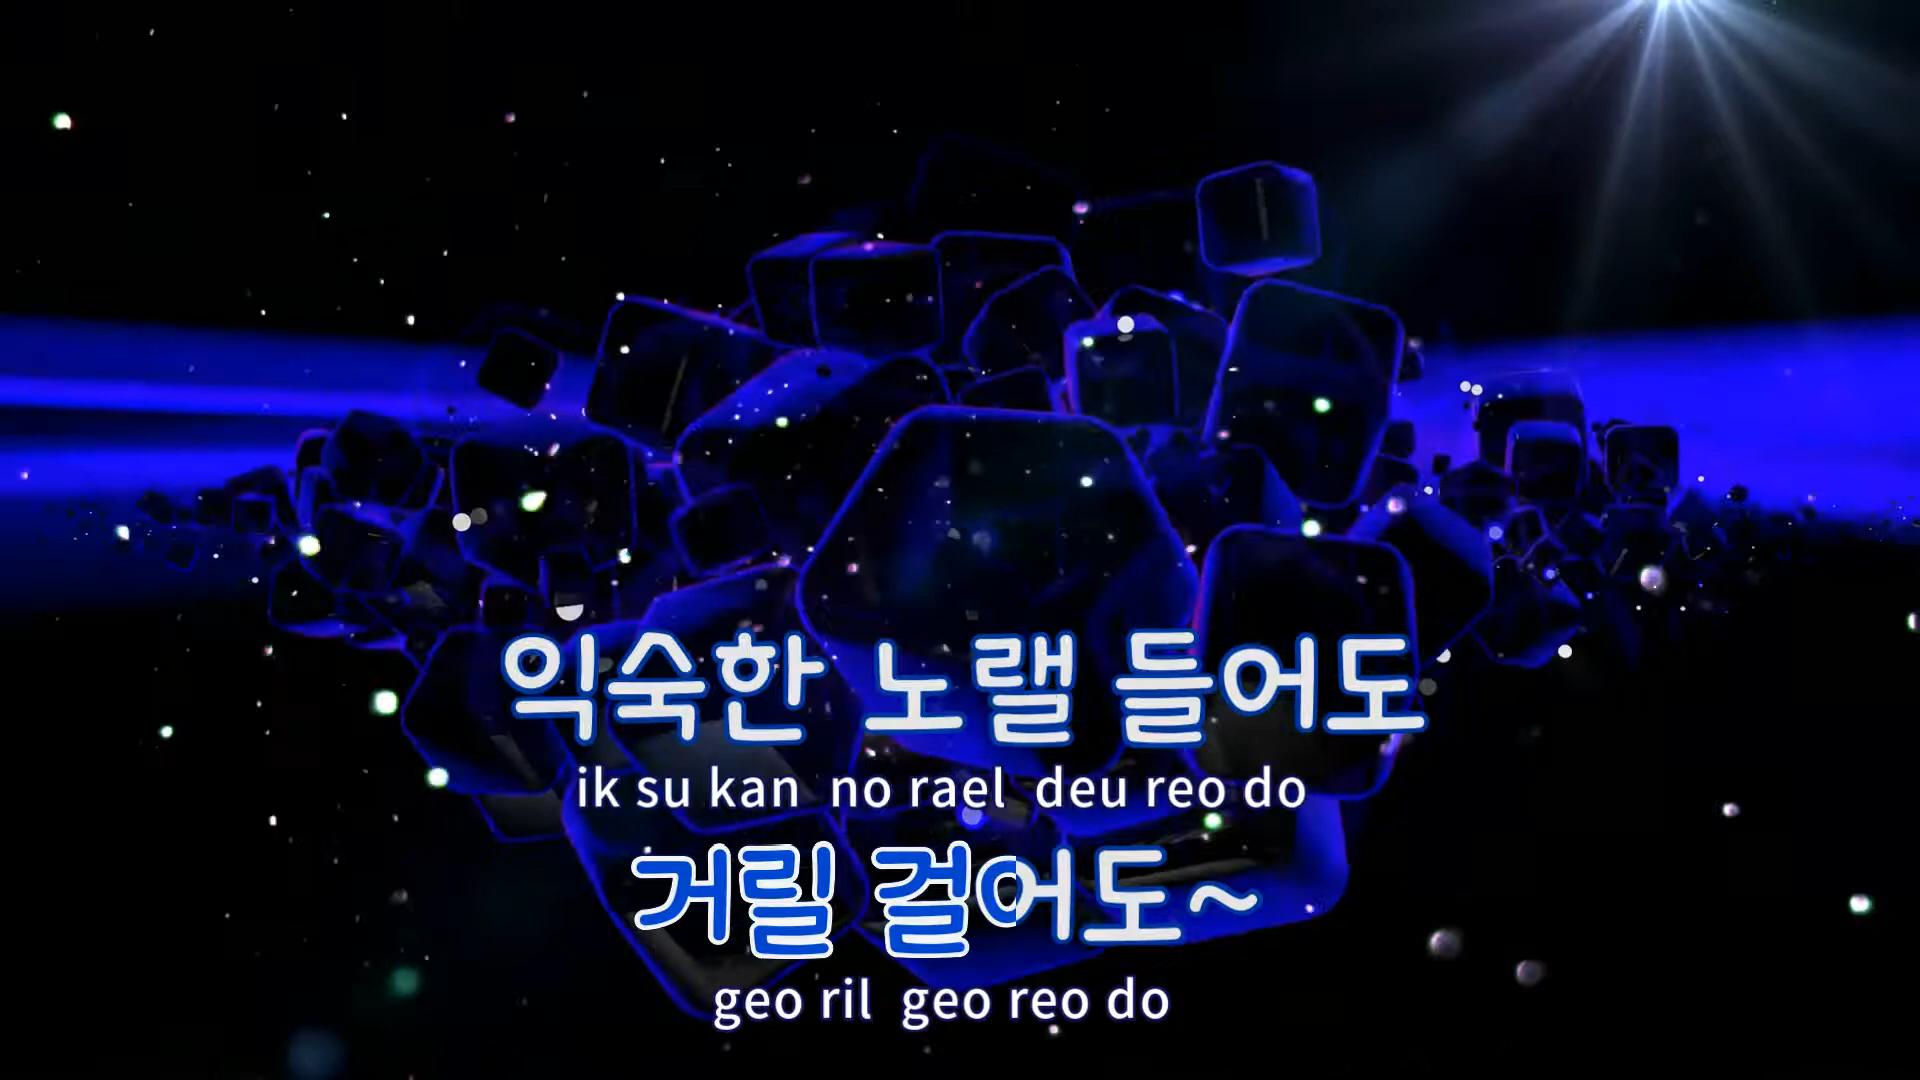 익숙한 노랠 들어도
ik su kan no rael deu reo do
거릴 걸어도~
geo ril geo reo do